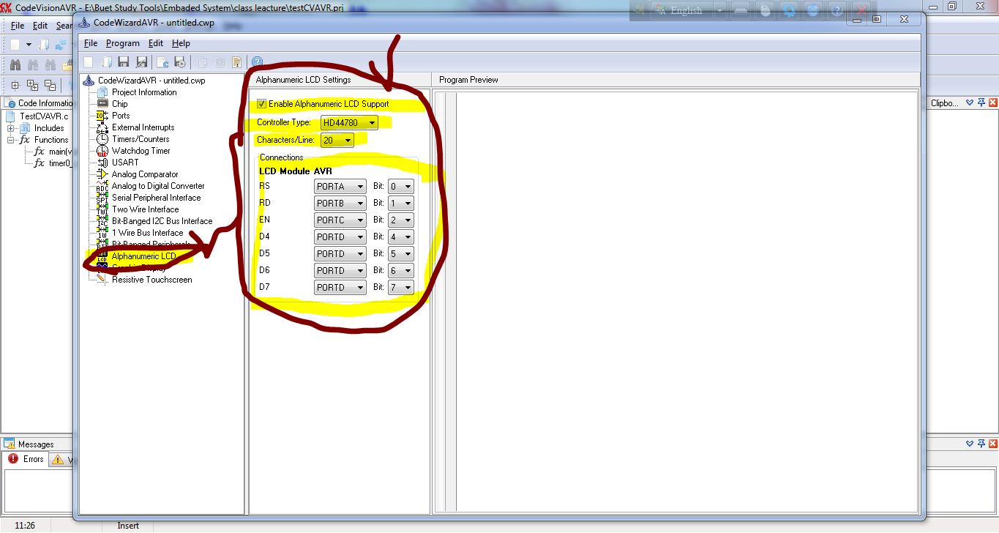 CodeVisionAVR - E:\Buet Study Tools\Embaded System\class leacture\testCVAVR.prj
English
CodeWizardAVR - untitled.cwp
File Edit Sear
File Program Edit Help
CodeWizardAVR - untitled.cwp
Project Information
Chip
Ports
External Interrupts
Timers/Counters
Watchdog Timer
USART
Analog Comparator
Analog to Digital Converter
Serial Peripheral Interface
Two Wire Interface
Bit-Banged I2C Bus Interface
1 Wire Bus Interface
Bit-Banged Peripherals
Alphanumeric LCD
Resistive Touchscreen
Alphanumeric LCD Settings
Enable Alphanumeric LCD Support
Controller Type: HD44780
Characters/Line: 20
Connections
LCD Module AVR
RS PORTA Bit: 0
RD PORTB Bit: 1
EN PORTC Bit: 2
D4 PORTD Bit: 4
D5 PORTD Bit: 5
D6 PORTD Bit: 6
D7 PORTD Bit: 7
Program Preview
Code Informatio
TestCVAVR.c
Includes
Functions
main(v
timer0_
Clipbo...
Messages
Errors
11:26 Insert